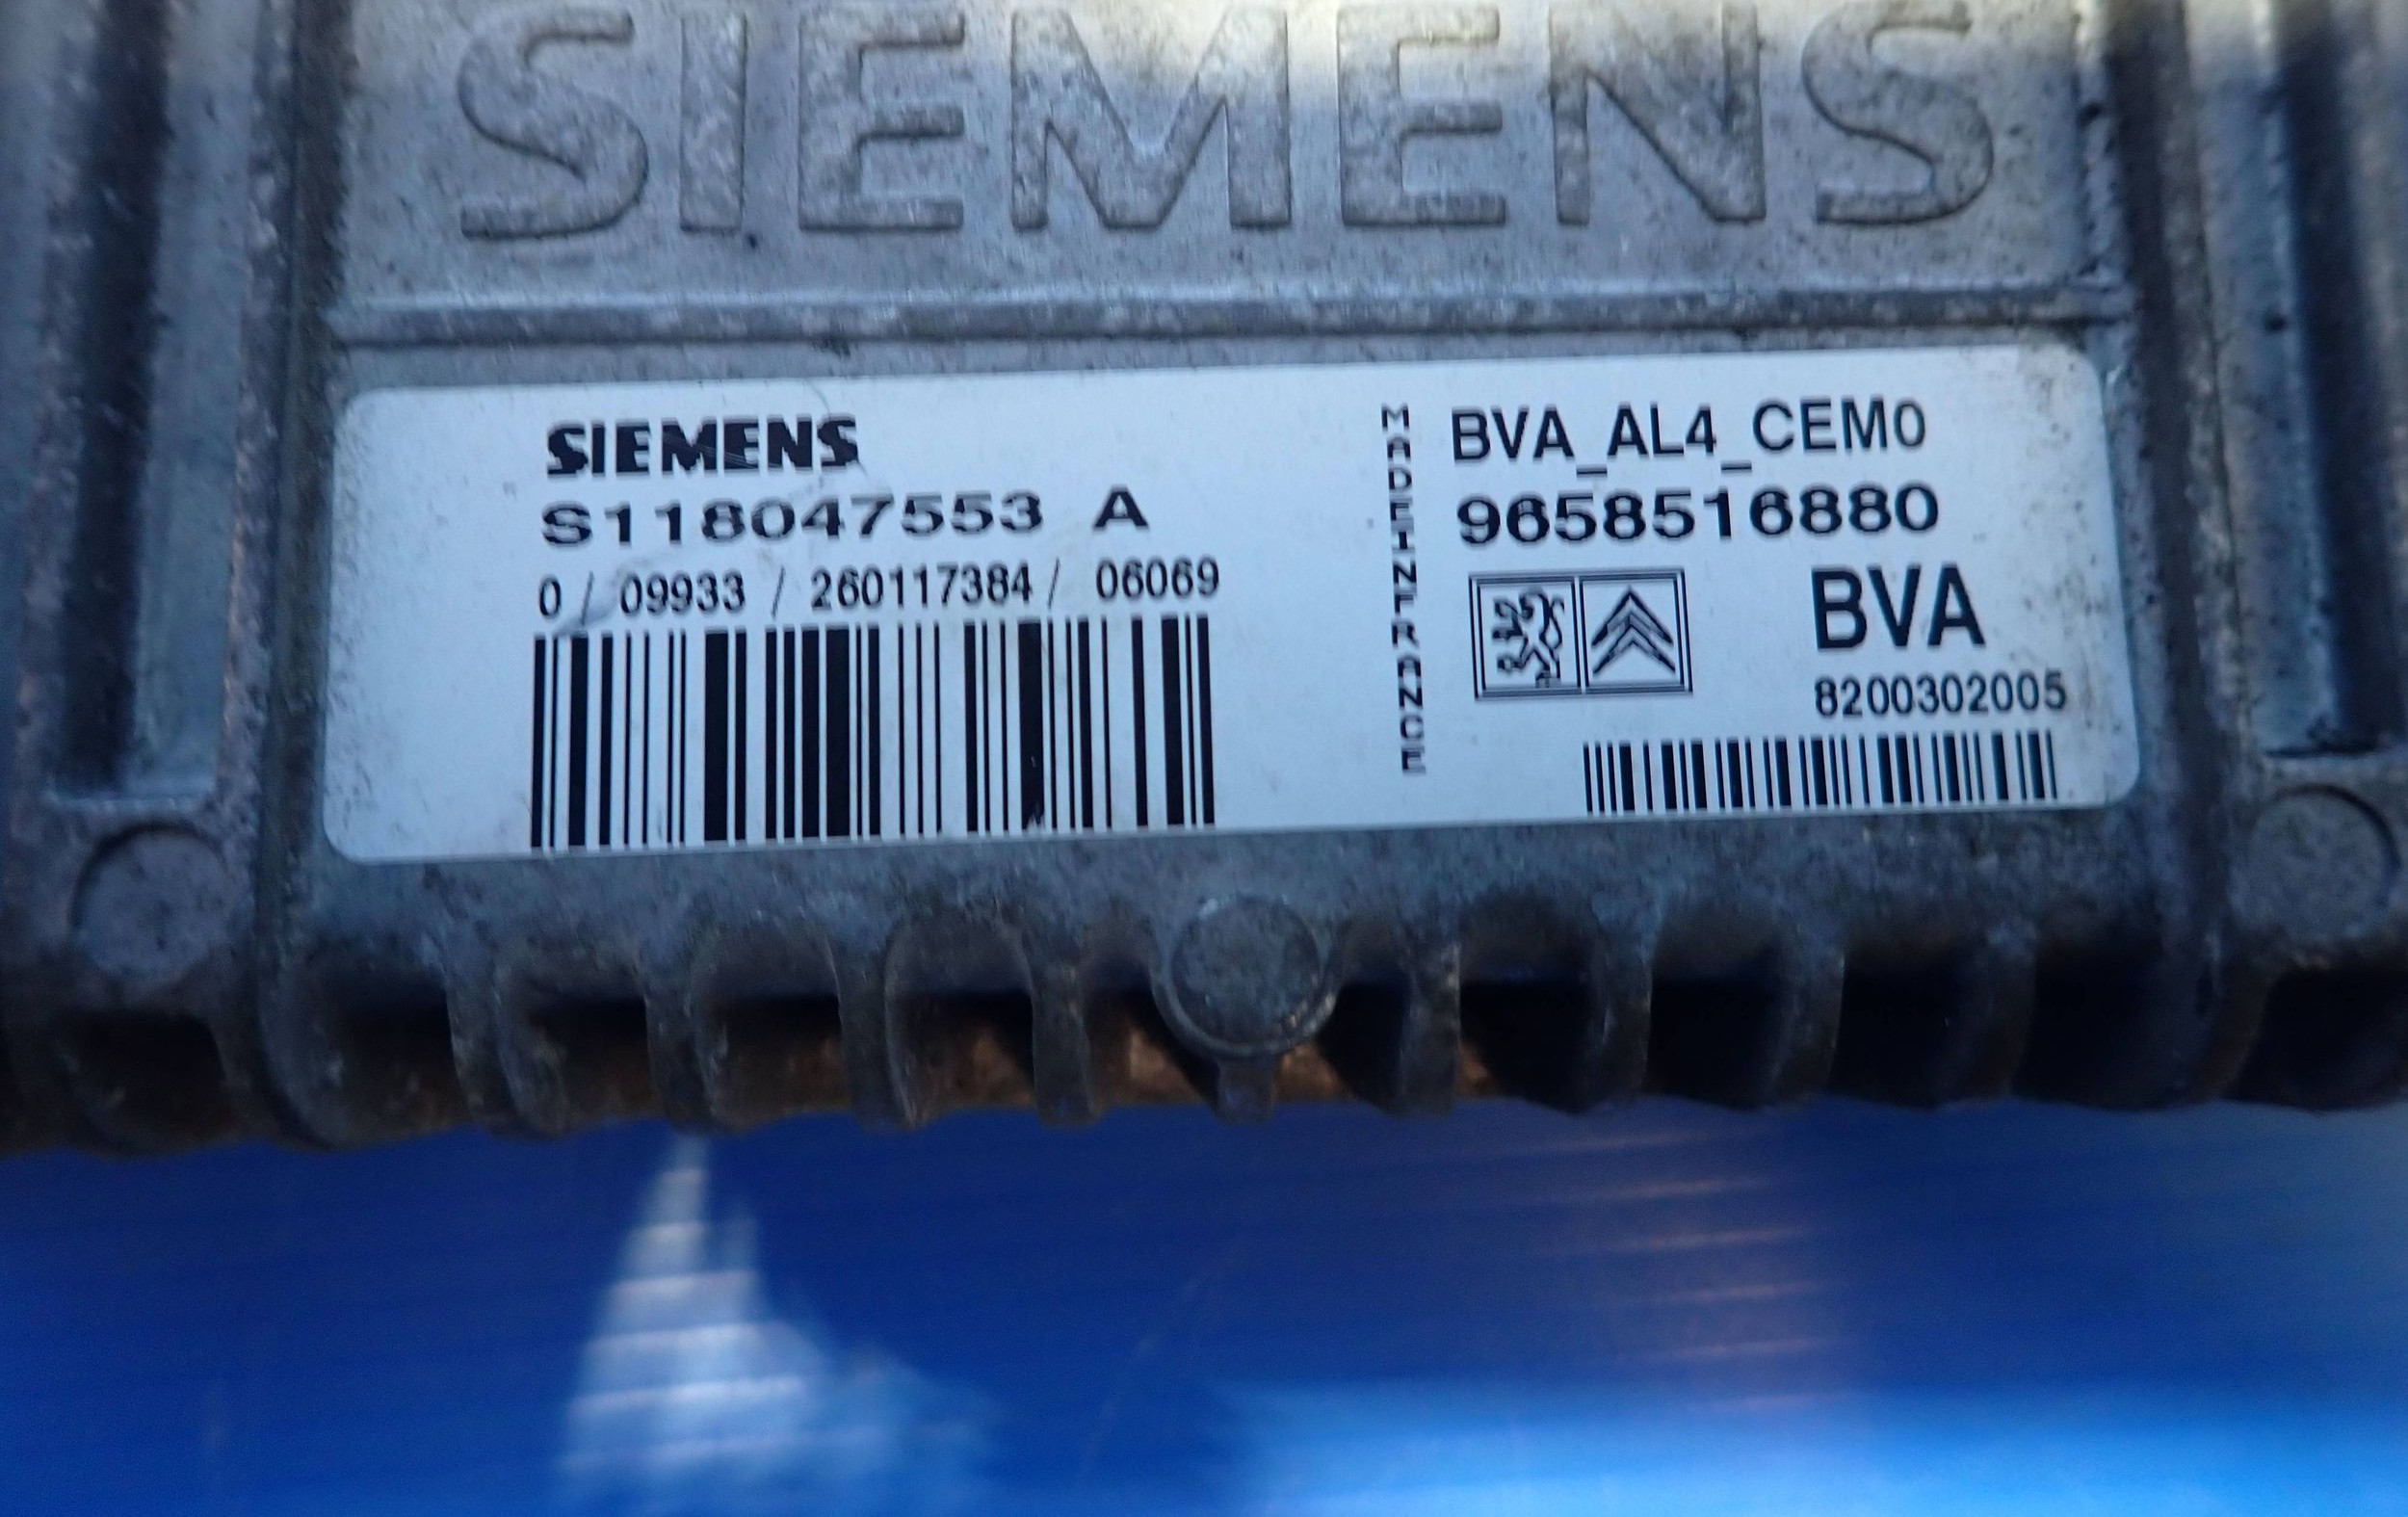 SIEMENS
SIEMENS
S118047553 A
0 / 09933 / 260117384 / 06069
MADE IN FRANCE
BVA_AL4_CEM0
9658516880
BVA
8200302005